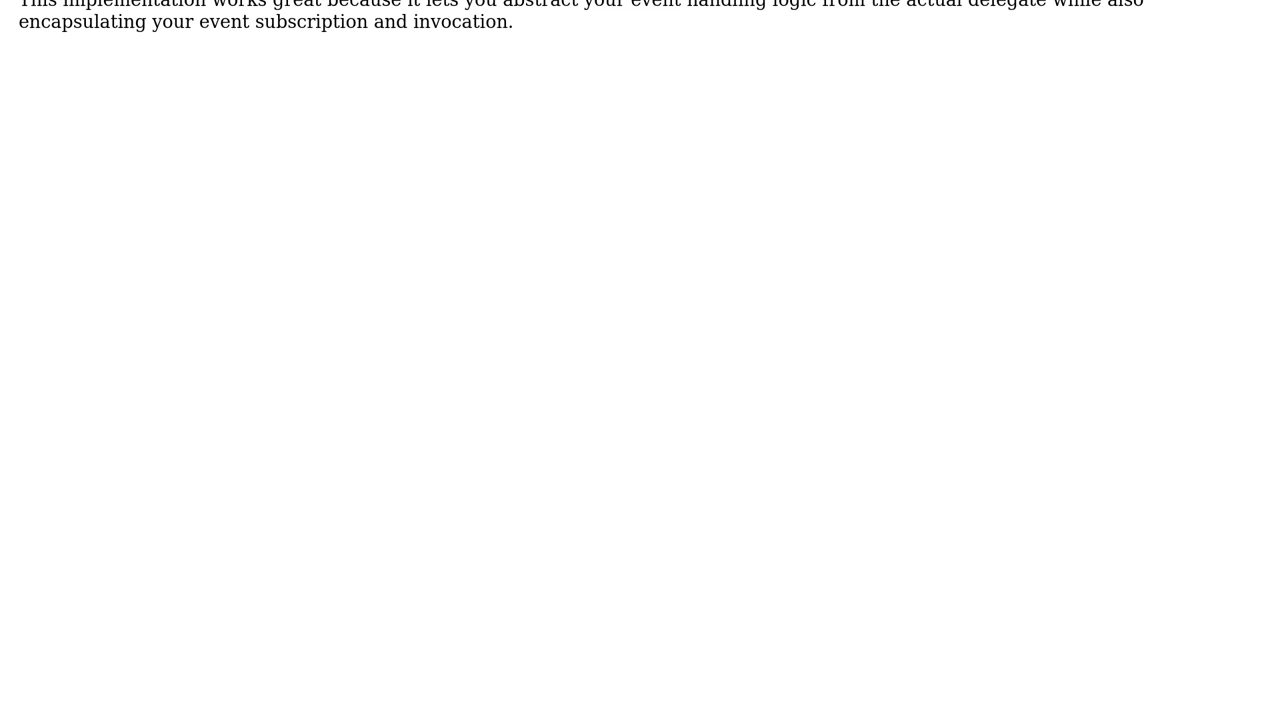 This implementation works great because it lets you abstract your event handling logic from the actual delegate while also
encapsulating your event subscription and invocation.